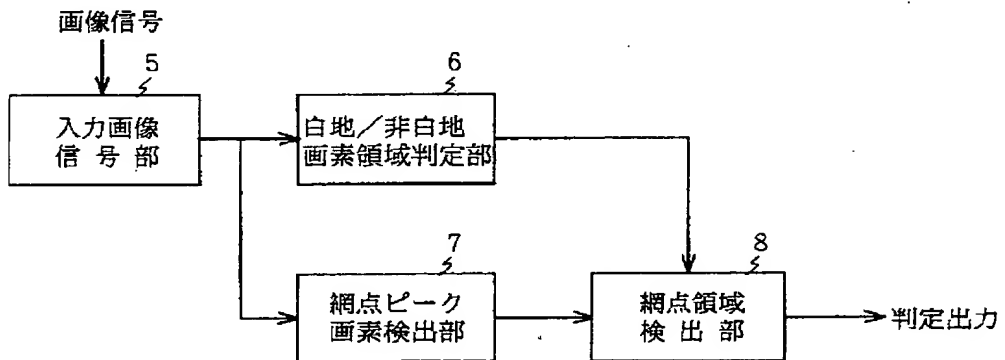 画像信号
5
入力画像
信号部
6
白地/非白地
画素領域判定部
7
網点ピーク
画素検出部
8
網点領域
検出部
判定出力